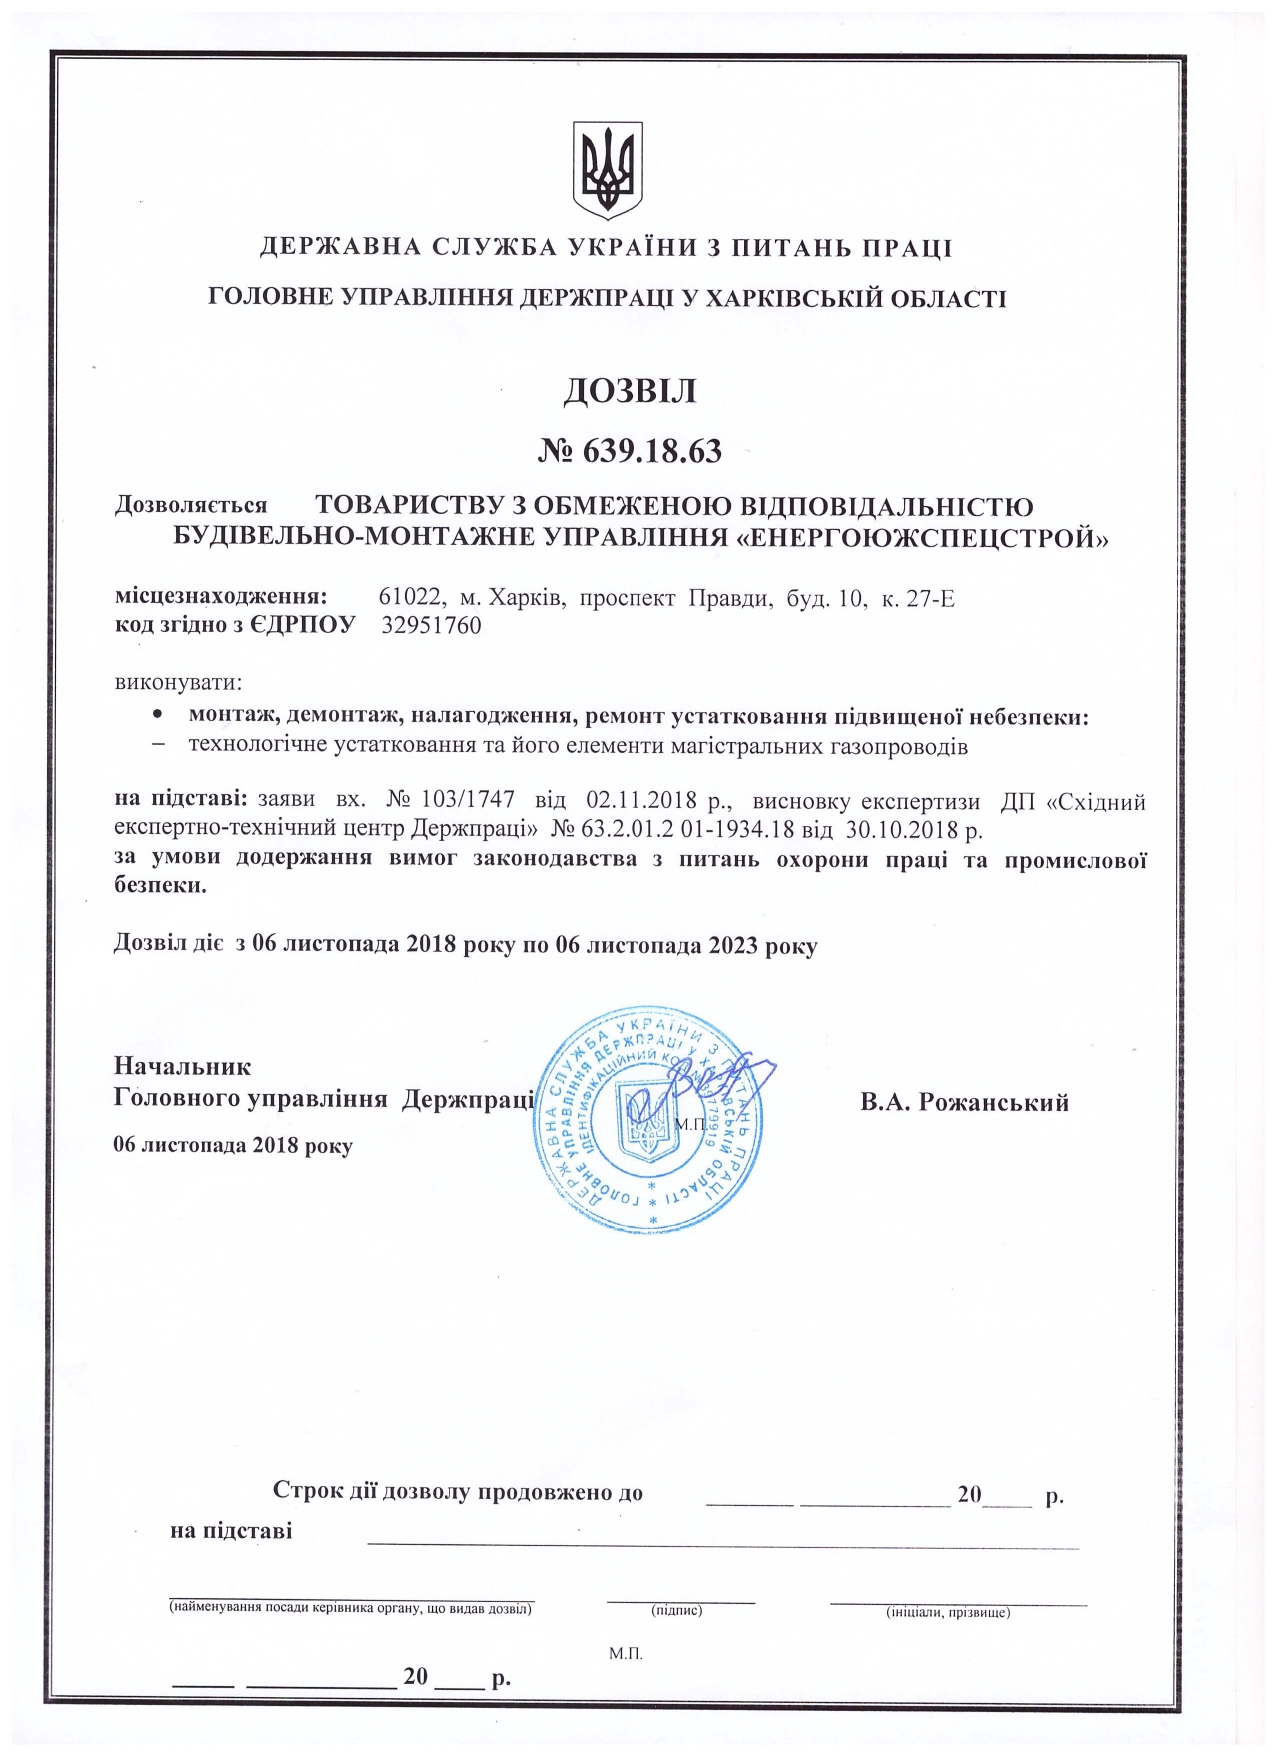 ДЕРЖАВНА СЛУЖБА УКРАЇНИ З ПИТАНЬ ПРАЦІ
ГОЛОВНЕ УПРАВЛІННЯ ДЕРЖПРАЦІ У ХАРКІВСЬКІЙ ОБЛАСТІ
ДОЗВІЛ
№ 639.18.63
Дозволяється ТОВАРИСТВУ З ОБМЕЖЕНОЮ ВІДПОВІДАЛЬНІСТЮ
БУДІВЕЛЬНО-МОНТАЖНЕ УПРАВЛІННЯ «ЕНЕРГОЮЖСПЕЦСТРОЙ»
місцезнаходження: 61022, м. Харків, проспект Правди, буд. 10, к. 27-Е
код згідно з ЄДРПОУ 32951760
виконувати:
• монтаж, демонтаж, налагодження, ремонт устатковання підвищеної небезпеки:
– технологічне устатковання та його елементи магістральних газопроводів
на підставі: заяви вх. № 103/1747 від 02.11.2018 р., висновку експертизи ДП «Східний
експертно-технічний центр Держпраці» № 63.2.01.2 01-1934.18 від 30.10.2018 р.
за умови додержання вимог законодавства з питань охорони праці та промислової
безпеки.
Дозвіл діє з 06 листопада 2018 року по 06 листопада 2023 року
Начальник
Головного управління Держпраці
В.А. Рожанський
М.П.
06 листопада 2018 року
ДЕРЖАВНА СЛУЖБА УКРАЇНИ З ПИТАНЬ ПРАЦІ
ГОЛОВНЕ УПРАВЛІННЯ ДЕРЖПРАЦІ У ХАРКІВСЬКІЙ ОБЛАСТІ
ІДЕНТИФІКАЦІЙНИЙ КОД 39779919
Строк дії дозволу продовжено до _______ ____________ 20____ р.
на підставі
(найменування посади керівника органу, що видав дозвіл) (підпис) (ініціали, прізвище)
М.П.
_____ ____________ 20 ____ р.